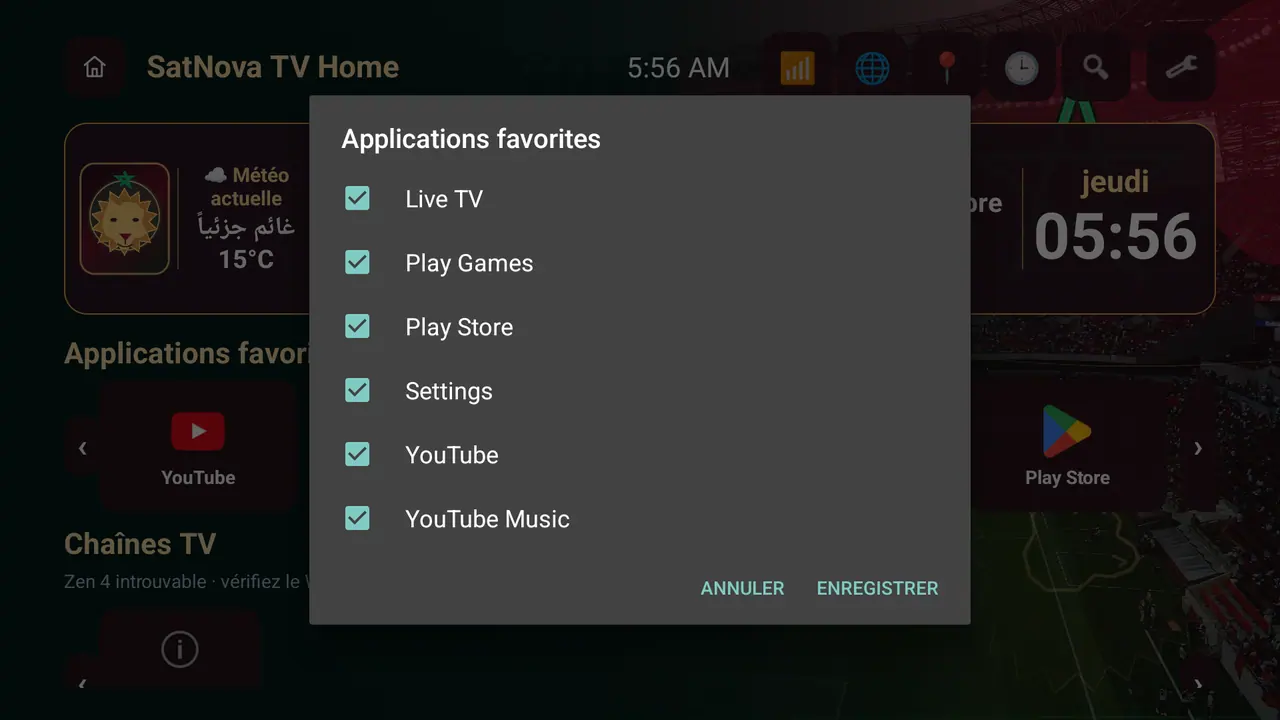 SatNova TV Home
5:56 AM
Applications favorites
Live TV
Play Games
Play Store
Settings
YouTube
YouTube Music
ANNULER
ENREGISTRER
Météo
actuelle
غائم جزئياً
15°C
jeudi
05:56
Applications favori
YouTube
Play Store
Chaînes TV
Zen 4 introuvable · vérifiez le